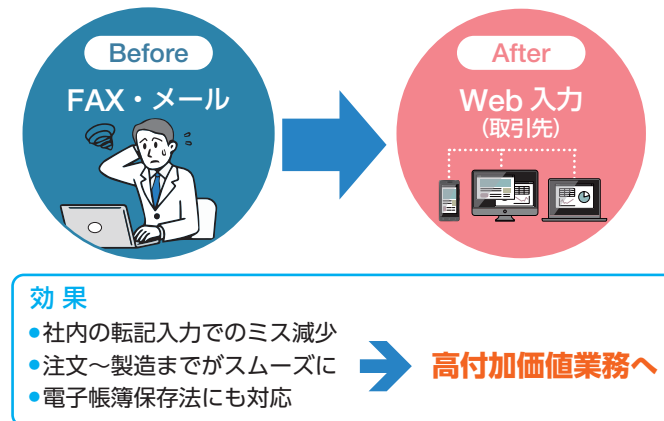 Before
FAX・メール
After
Web 入力
（取引先）
効 果
●社内の転記入力でのミス減少
●注文～製造までがスムーズに
●電子帳簿保存法にも対応
高付加価値業務へ